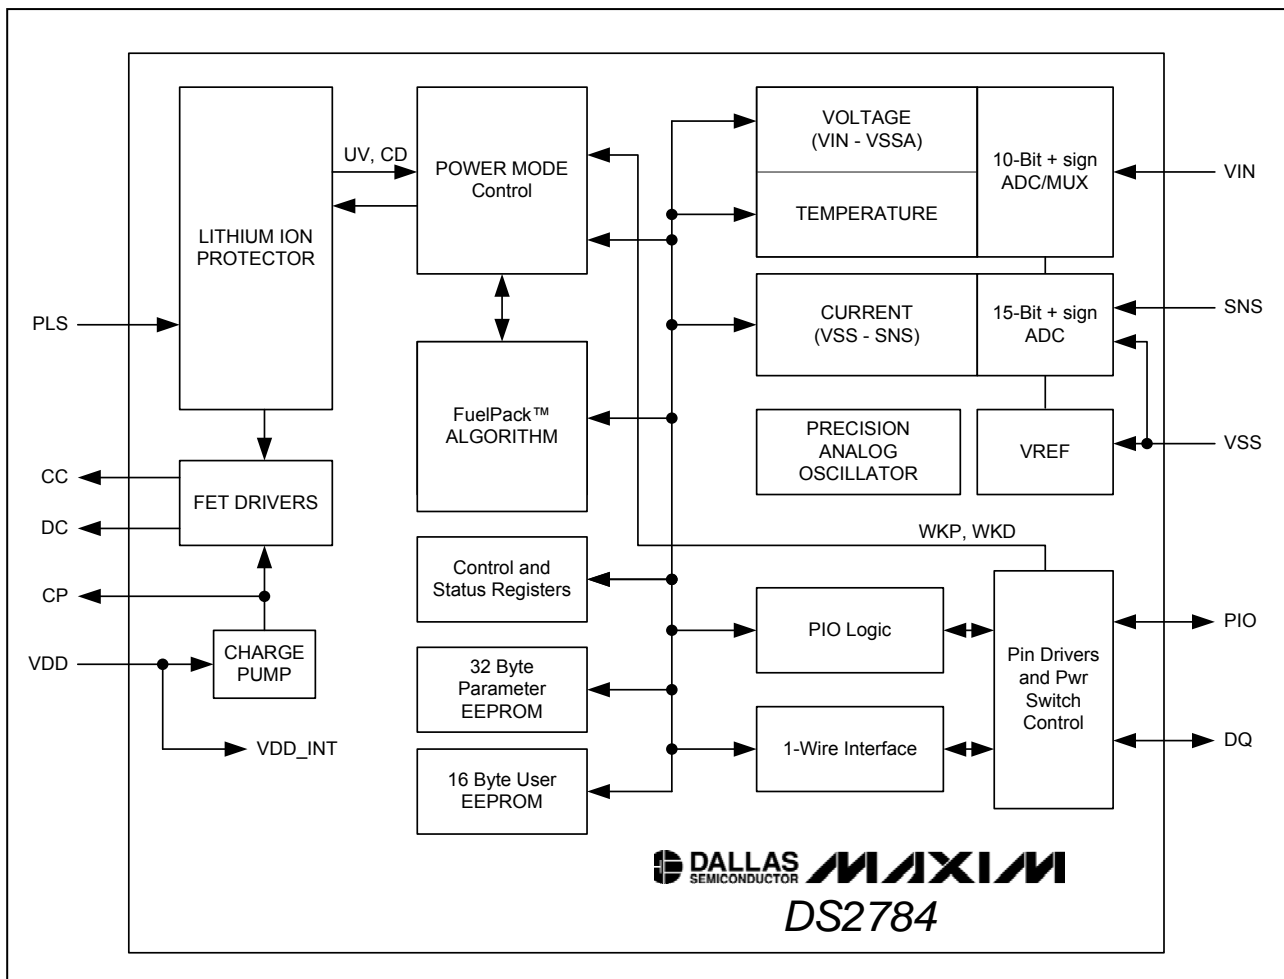 VOLTAGE
(VIN - VSSA)
10-Bit + sign
ADC/MUX
VIN
TEMPERATURE
UV, CD
POWER MODE
Control
LITHIUM ION
PROTECTOR
PLS
CURRENT
(VSS - SNS)
15-Bit + sign
ADC
SNS
FuelPack™
ALGORITHM
PRECISION
ANALOG
OSCILLATOR
VREF
VSS
CC
DC
FET DRIVERS
CP
VDD
CHARGE
PUMP
VDD_INT
Control and
Status Registers
32 Byte
Parameter
EEPROM
16 Byte User
EEPROM
WKP, WKD
PIO Logic
1-Wire Interface
Pin Drivers
and Pwr
Switch
Control
PIO
DQ
DALLAS
SEMICONDUCTOR
MAXIM
DS2784